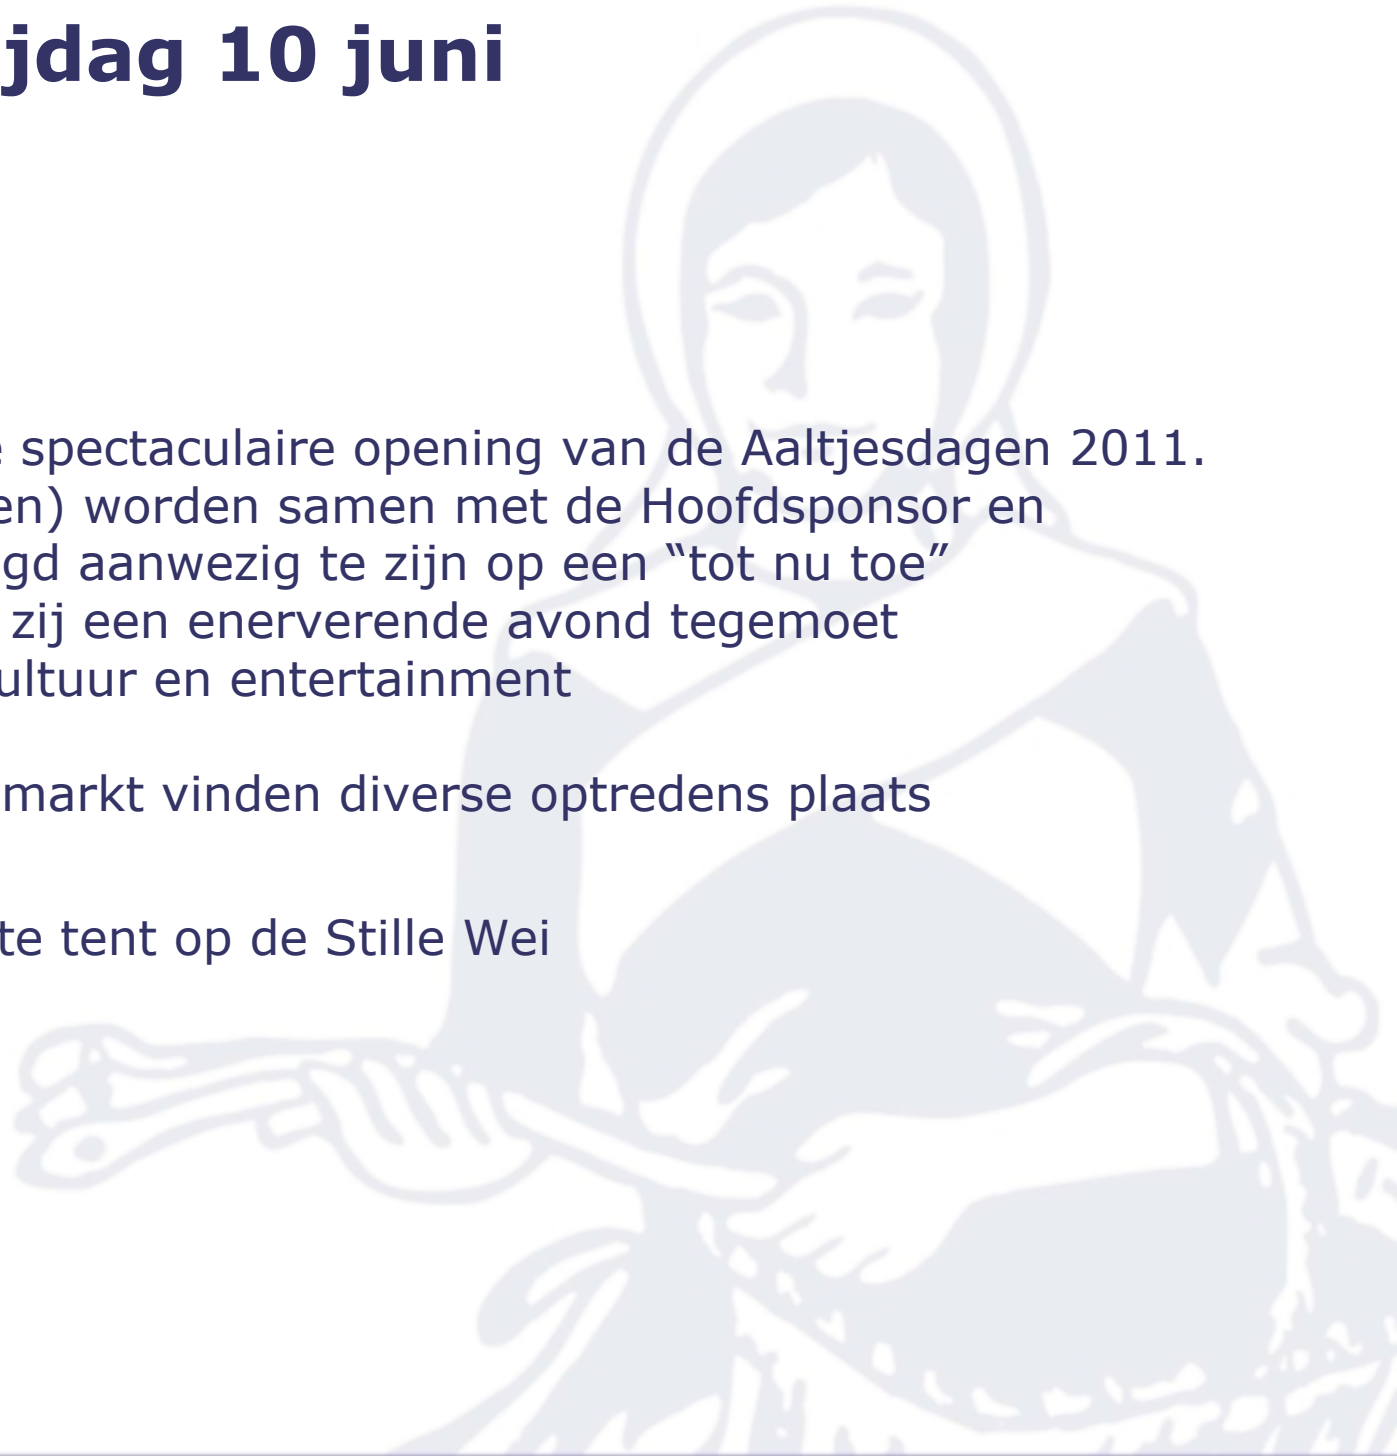 ijdag 10 juni
e spectaculaire opening van de Aaltjesdagen 2011.
en) worden samen met de Hoofdsponsor en
gd aanwezig te zijn op een “tot nu toe”
zij een enerverende avond tegemoet
ultuur en entertainment
markt vinden diverse optredens plaats
te tent op de Stille Wei